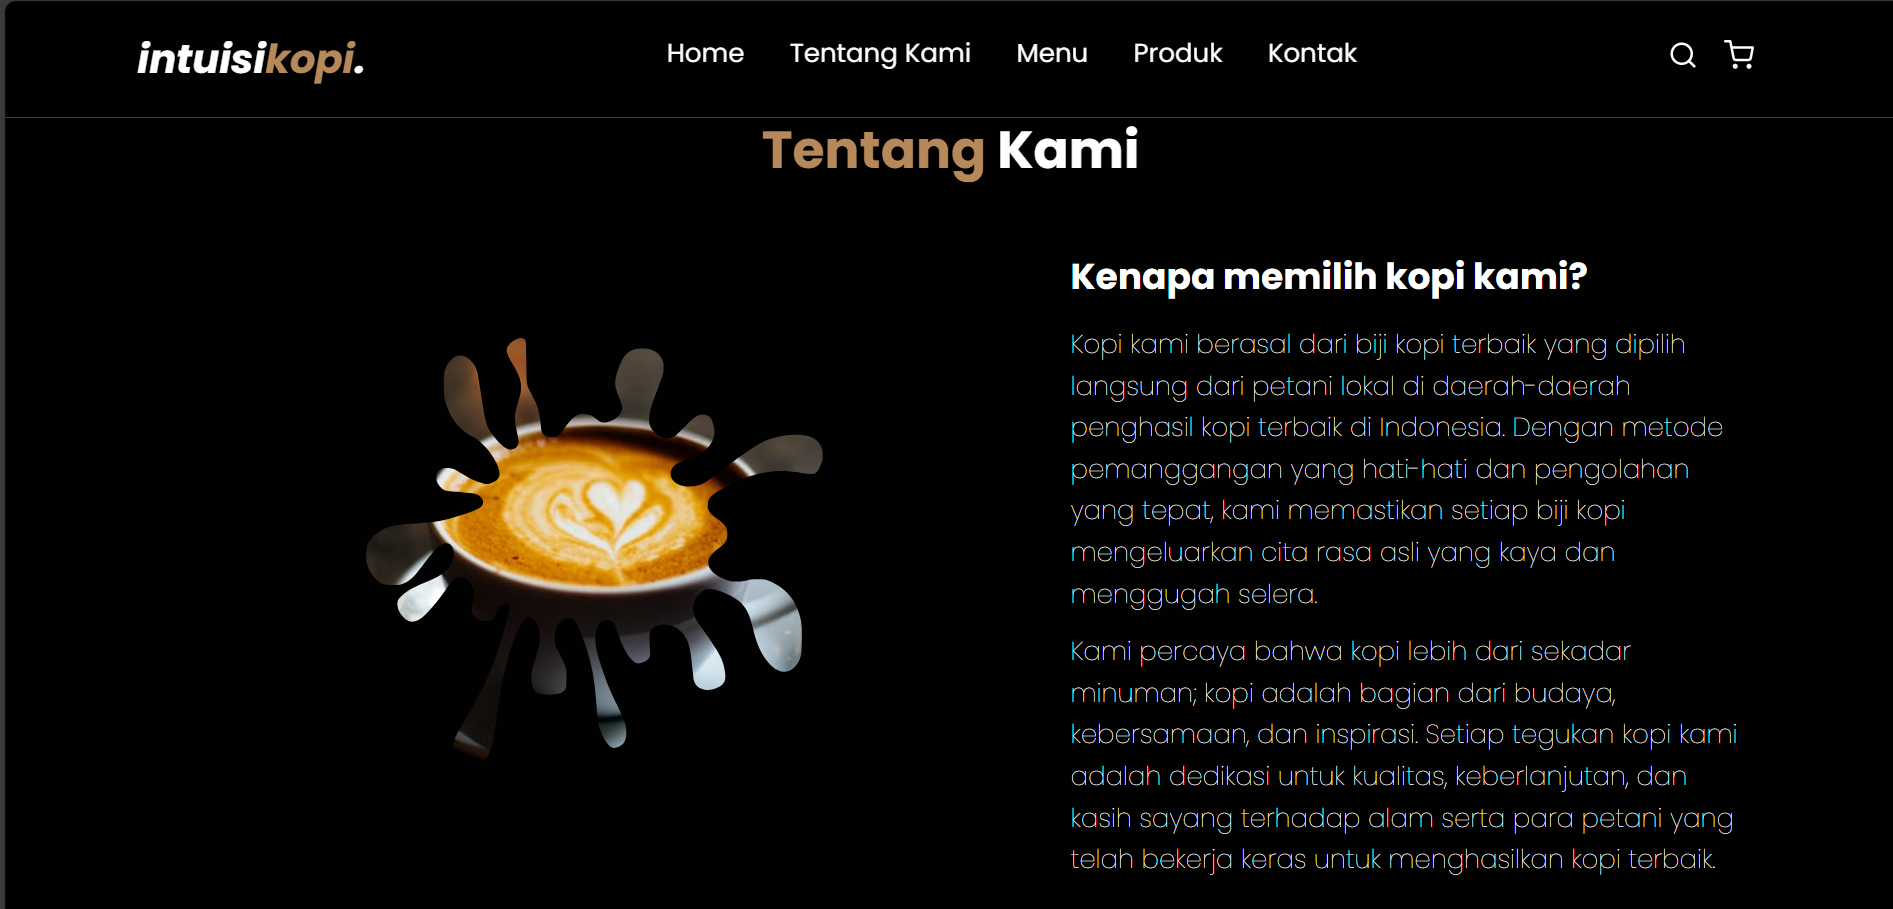 intuisikopi.
Home Tentang Kami Menu Produk Kontak
Tentang Kami
Kenapa memilih kopi kami?
Kopi kami berasal dari biji kopi terbaik yang dipilih
langsung dari petani lokal di daerah-daerah
penghasil kopi terbaik di Indonesia. Dengan metode
pemanggangan yang hati-hati dan pengolahan
yang tepat, kami memastikan setiap biji kopi
mengeluarkan cita rasa asli yang kaya dan
menggugah selera.
Kami percaya bahwa kopi lebih dari sekadar
minuman; kopi adalah bagian dari budaya,
kebersamaan, dan inspirasi. Setiap tegukan kopi kami
adalah dedikasi untuk kualitas, keberlanjutan, dan
kasih sayang terhadap alam serta para petani yang
telah bekerja keras untuk menghasilkan kopi terbaik.